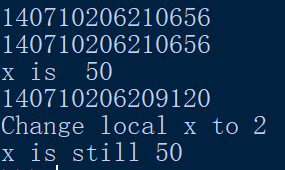 140710206210656
140710206210656
x is  50
140710206209120
Change local x to 2
x is still 50